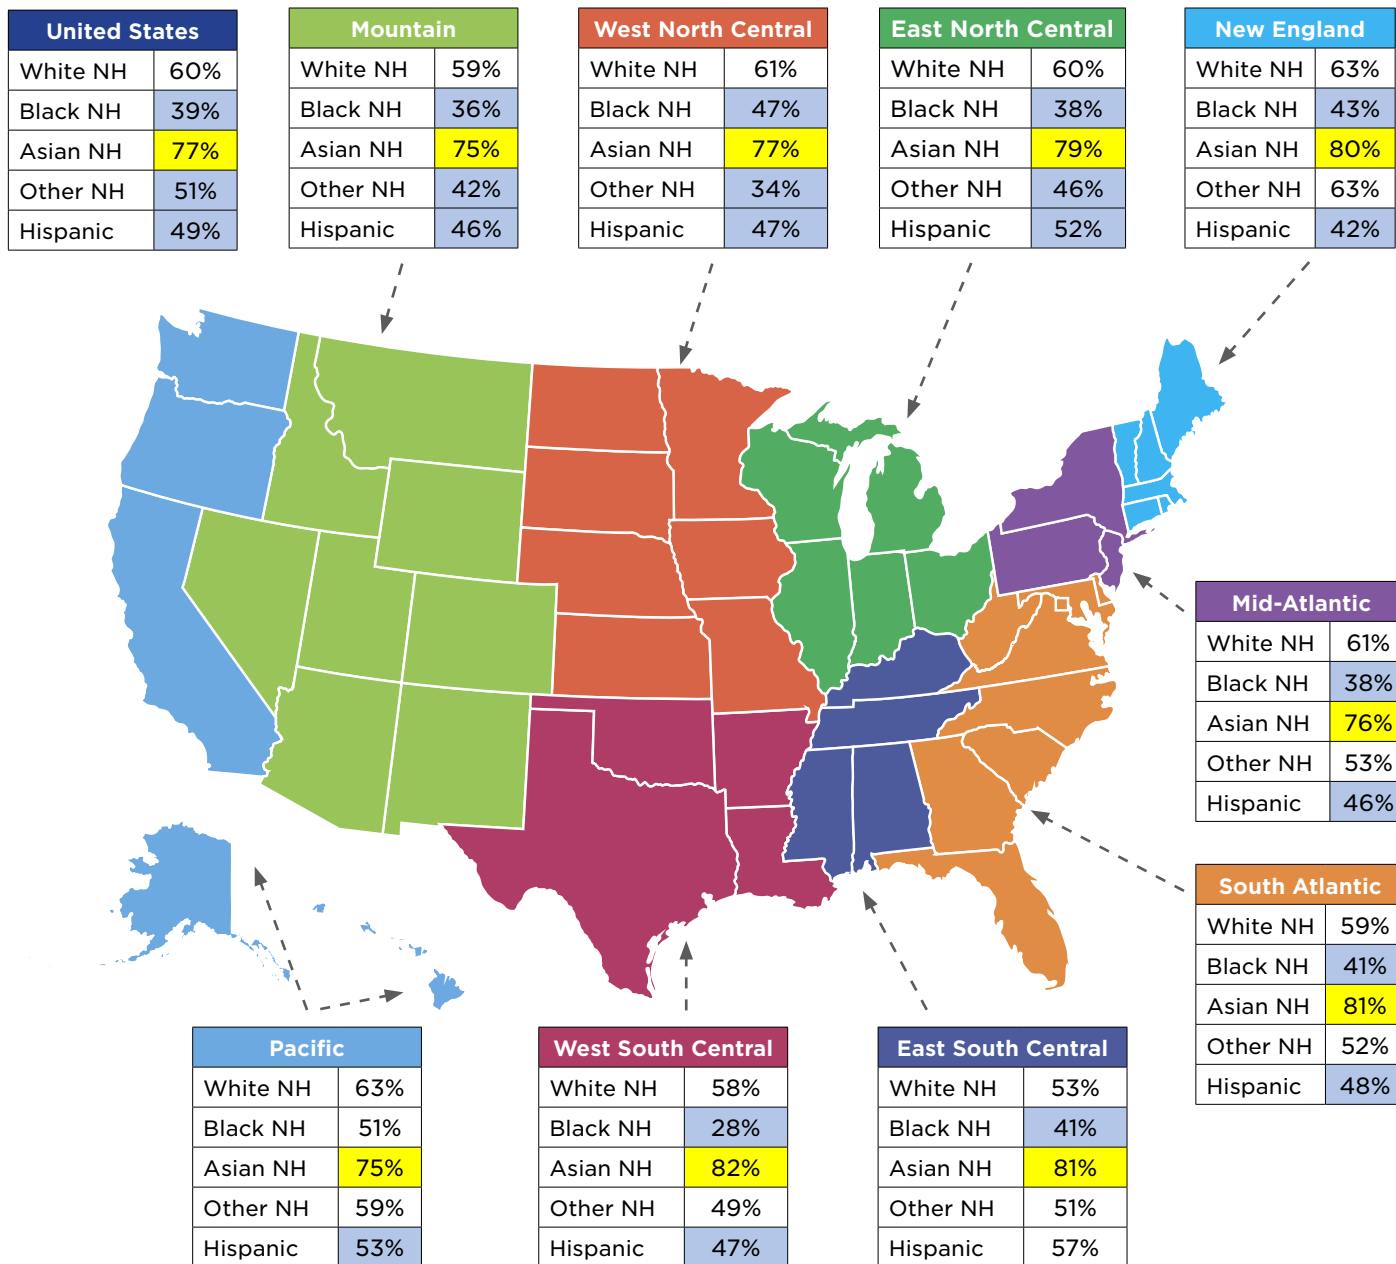 United States
White NH 60%
Black NH 39%
Asian NH 77%
Other NH 51%
Hispanic 49%
Mountain
White NH 59%
Black NH 36%
Asian NH 75%
Other NH 42%
Hispanic 46%
West North Central
White NH 61%
Black NH 47%
Asian NH 77%
Other NH 34%
Hispanic 47%
East North Central
White NH 60%
Black NH 38%
Asian NH 79%
Other NH 46%
Hispanic 52%
New England
White NH 63%
Black NH 43%
Asian NH 80%
Other NH 63%
Hispanic 42%
Mid-Atlantic
White NH 61%
Black NH 38%
Asian NH 76%
Other NH 53%
Hispanic 46%
South Atlantic
White NH 59%
Black NH 41%
Asian NH 81%
Other NH 52%
Hispanic 48%
Pacific
White NH 63%
Black NH 51%
Asian NH 75%
Other NH 59%
Hispanic 53%
West South Central
White NH 58%
Black NH 28%
Asian NH 82%
Other NH 49%
Hispanic 47%
East South Central
White NH 53%
Black NH 41%
Asian NH 81%
Other NH 51%
Hispanic 57%